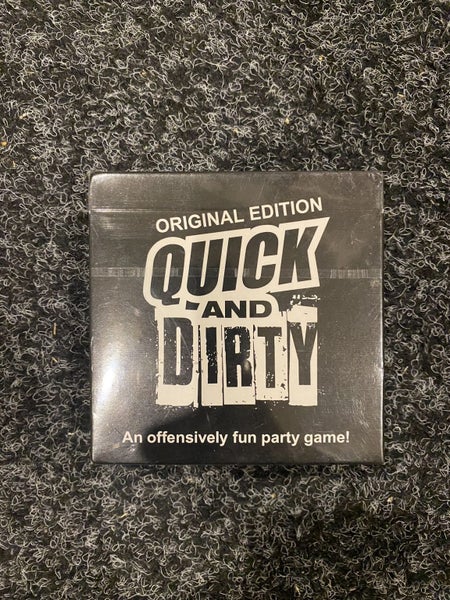 ORIGINAL EDITION
QUICK
AND
DIRTY
An offensively fun party game!